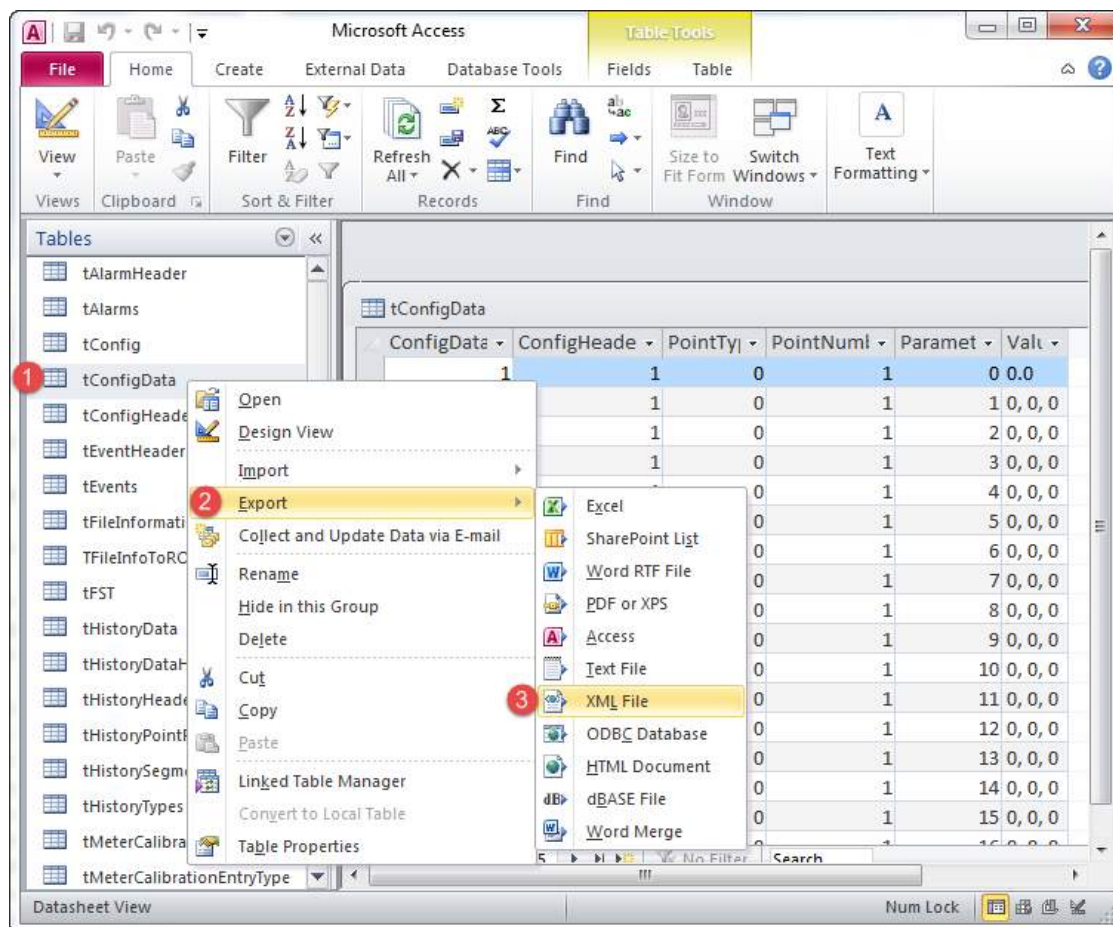 Microsoft Access
Table Tools
File Home Create External Data Database Tools Fields Table
View Paste Filter Refresh All Find Size to Fit Form Switch Windows Text Formatting
Views Clipboard Sort & Filter Records Find Window
Tables
tAlarmHeader
tAlarms
tConfig
1 tConfigData
tConfigHeade
tEventHeader
tEvents
tFileInformati
TFileInfoToRO
tFST
tHistoryData
tHistoryDataH
tHistoryHeade
tHistoryPoint
tHistorySegm
tHistoryTypes
tMeterCalibra
tMeterCalibrationEntryType
Open
Design View
Import
2 Export
Collect and Update Data via E-mail
Rename
Hide in this Group
Delete
Cut
Copy
Paste
Linked Table Manager
Convert to Local Table
Table Properties
Excel
SharePoint List
Word RTF File
PDF or XPS
Access
Text File
3 XML File
ODBC Database
HTML Document
dBASE File
Word Merge
tConfigData
ConfigData ConfigHeade PointTy PointNuml Paramet Valu
1 1 0 1 0 0.0
1 0 1 1 0, 0, 0
1 0 1 2 0, 0, 0
1 0 1 3 0, 0, 0
0 1 4 0, 0, 0
0 1 5 0, 0, 0
0 1 6 0, 0, 0
0 1 7 0, 0, 0
0 1 8 0, 0, 0
0 1 9 0, 0, 0
0 1 10 0, 0, 0
0 1 11 0, 0, 0
0 1 12 0, 0, 0
0 1 13 0, 0, 0
0 1 14 0, 0, 0
0 1 15 0, 0, 0
No Filter Search
Datasheet View Num Lock